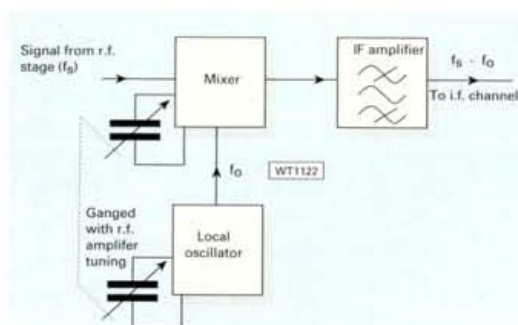 Signal from r.f.
stage (fs)
Mixer
IF amplifier
fs - fo
To i.f. channel
fo
WT1122
Ganged
with r.f.
amplifer
tuning
Local
oscillator